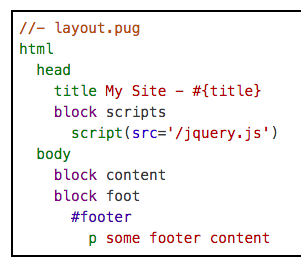 //- layout.pug
html
  head
    title My Site - #{title}
    block scripts
      script(src='/jquery.js')
  body
    block content
    block foot
      #footer
        p some footer content